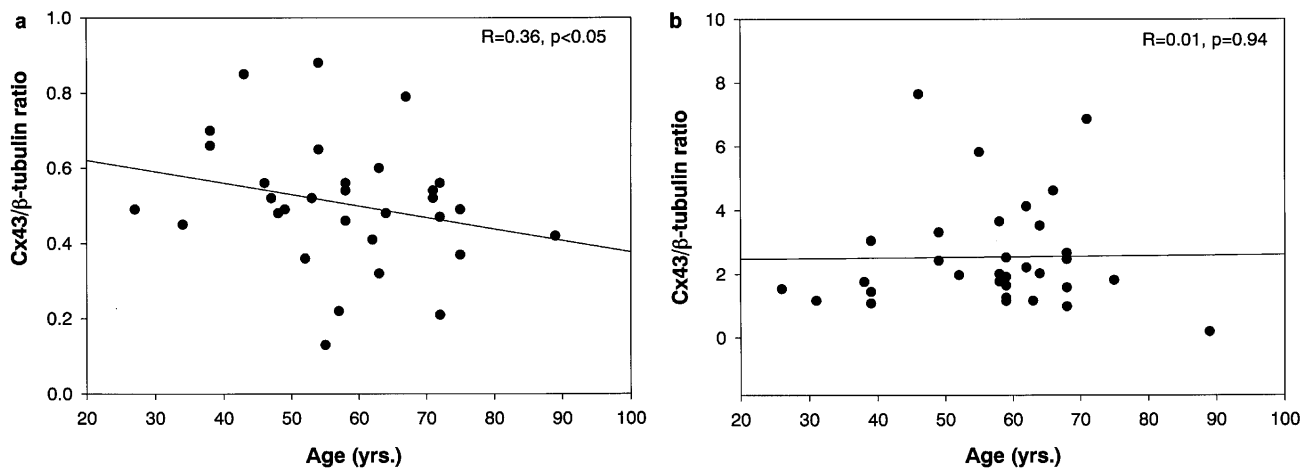 a
R=0.36, p<0.05
Cx43/β-tubulin ratio
1.0
0.8
0.6
0.4
0.2
0.0
20 30 40 50 60 70 80 90 100
Age (yrs.)
b
R=0.01, p=0.94
Cx43/β-tubulin ratio
10
8
6
4
2
0
20 30 40 50 60 70 80 90 100
Age (yrs.)